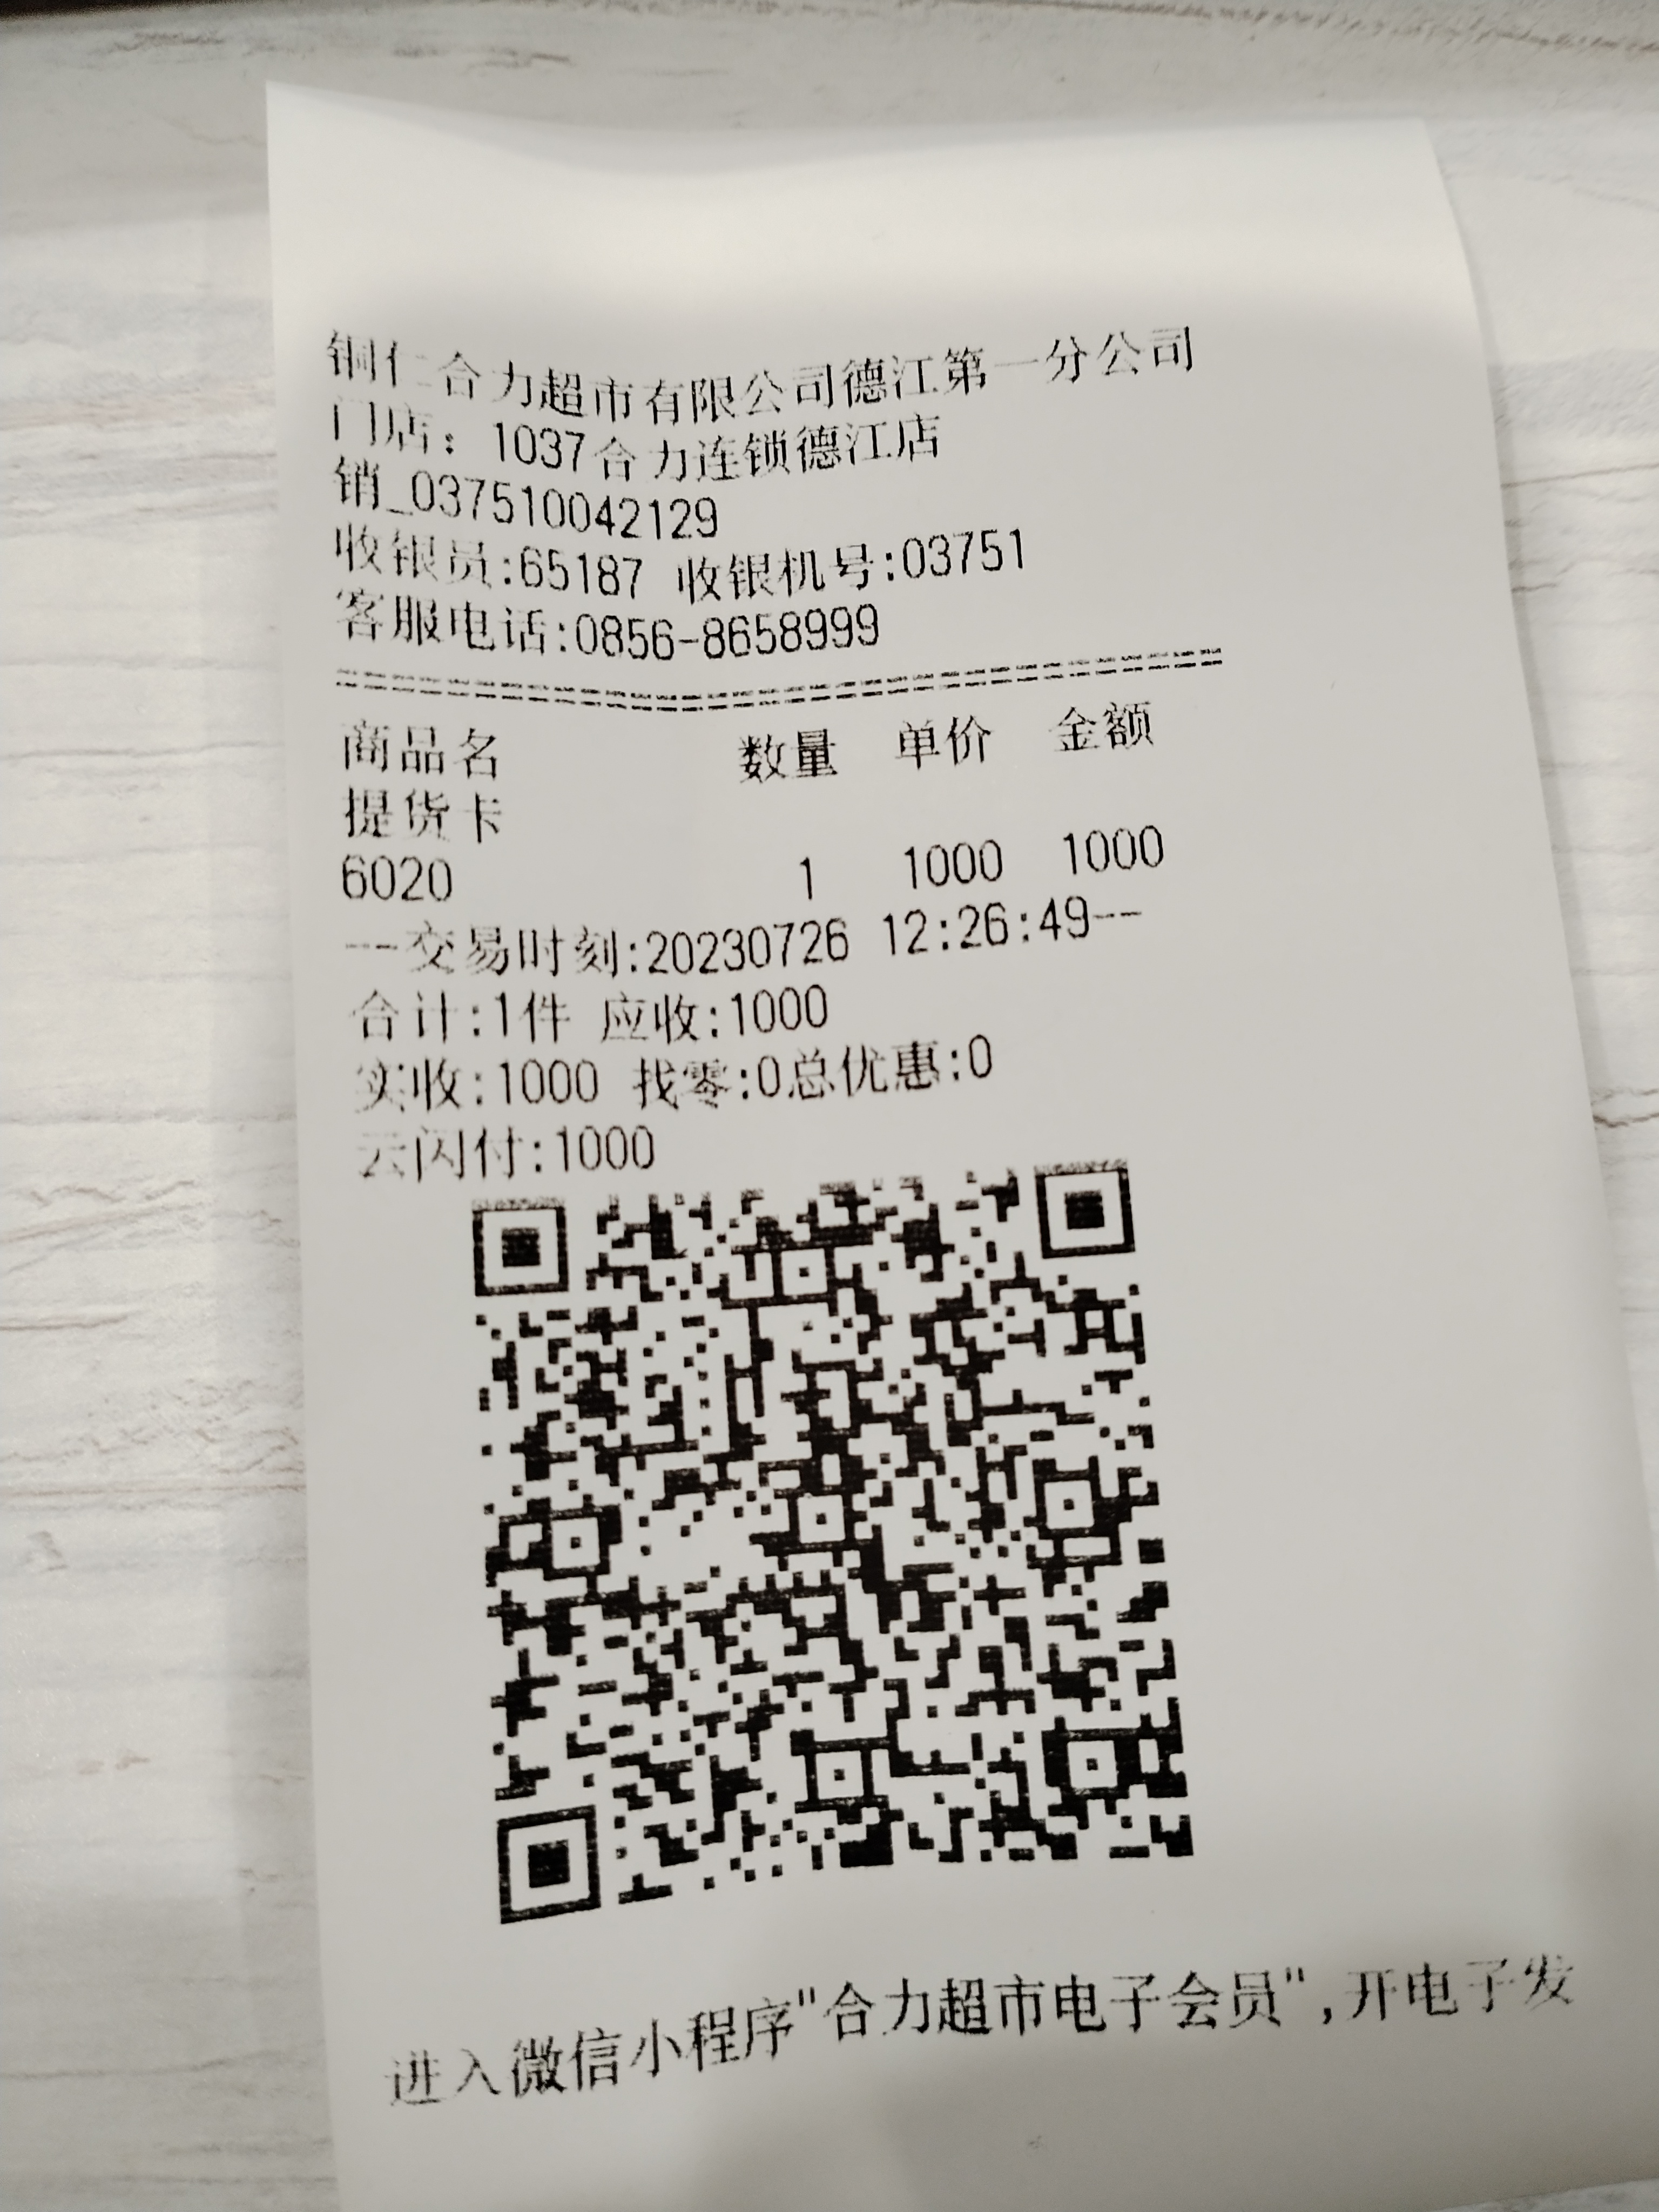 铜仁合力超市有限公司德江第一分公司
门店：1037合力连锁德江店
销_037510042129
收银员:65187 收银机号:03751
客服电话:0856-8658999
商品名 数量 单价 金额
提货卡
6020 1 1000 1000
--交易时刻:20230726 12:26:49--
合计:1件 应收:1000
实收:1000 找零:0总优惠:0
云闪付:1000
进入微信小程序"合力超市电子会员",开电子发